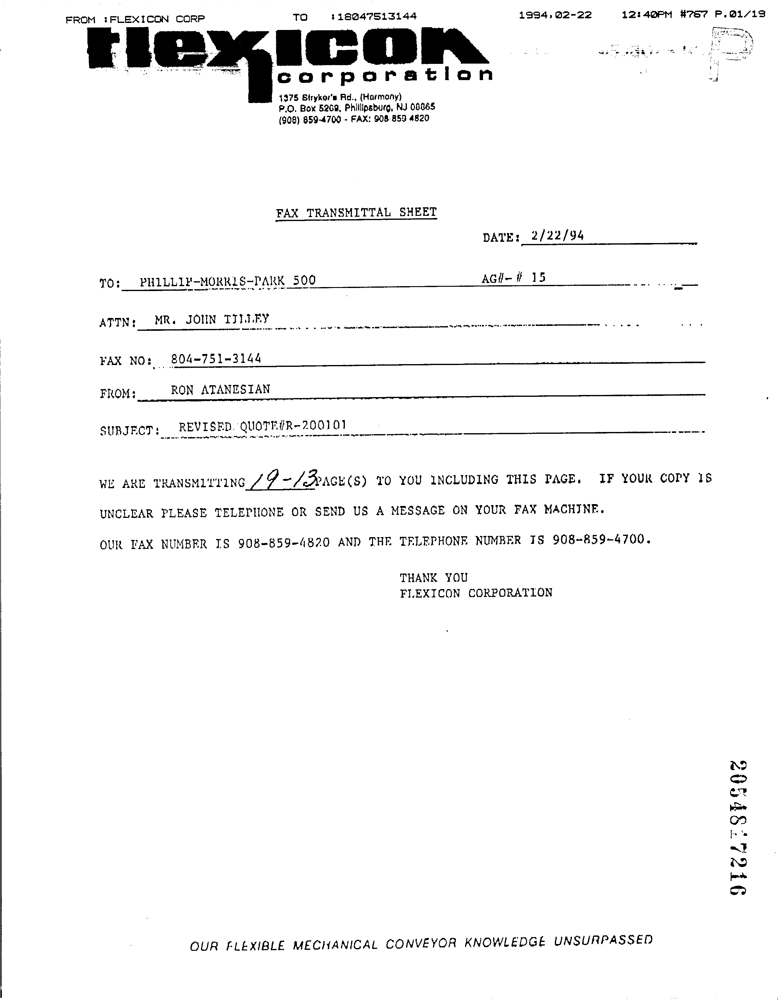 FROM :FLEXICON CORP TO :18047513144 1994,02-22 12:40PM #767 P.01/19
flexicon
corporation
1375 Stryker's Rd., (Harmony)
P.O. Box 5269, Phillipsburg, NJ 08865
(908) 859-4700 - FAX: 908 859 4820
FAX TRANSMITTAL SHEET
DATE: 2/22/94
TO: PHILLIP-MORRIS-PARK 500 AG#-# 15
ATTN: MR. JOHN TILLEY
FAX NO: 804-751-3144
FROM: RON ATANESIAN
SUBJECT: REVISED QUOTE#R-200101
WE ARE TRANSMITTING 19-13 PAGE(S) TO YOU INCLUDING THIS PAGE. IF YOUR COPY IS
UNCLEAR PLEASE TELEPHONE OR SEND US A MESSAGE ON YOUR FAX MACHINE.
OUR FAX NUMBER IS 908-859-4820 AND THE TELEPHONE NUMBER IS 908-859-4700.
THANK YOU
FLEXICON CORPORATION
2054817216
OUR FLEXIBLE MECHANICAL CONVEYOR KNOWLEDGE UNSURPASSED